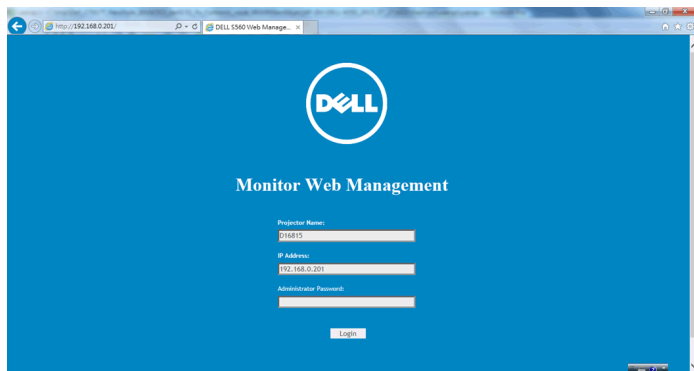 http://192.168.0.201/
DELL S560 Web Manage...
DELL
Monitor Web Management
Projector Name:
D16815
IP Address:
192.168.0.201
Administrator Password:
Login